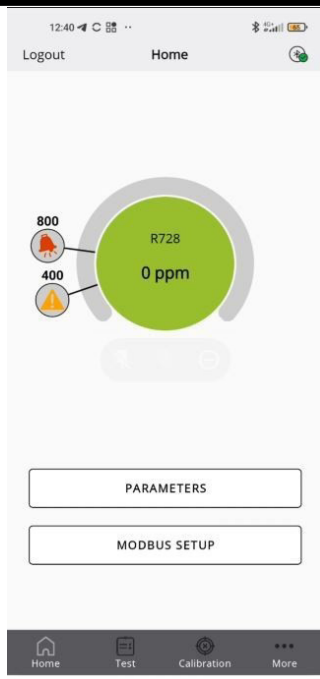 12:40
Logout Home
800
R728
400
0 ppm
PARAMETERS
MODBUS SETUP
Home Test Calibration More